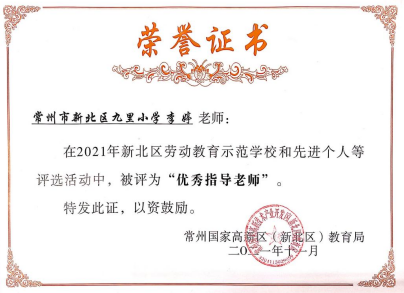 荣誉证书
常州市新北区九里小学李婷 老师：
在2021年新北区劳动教育示范学校和先进个人等
评选活动中，被评为“优秀指导老师”。
特发此证，以资鼓励。
常州国家高新区（新北区）教育局
二〇二一年十一月